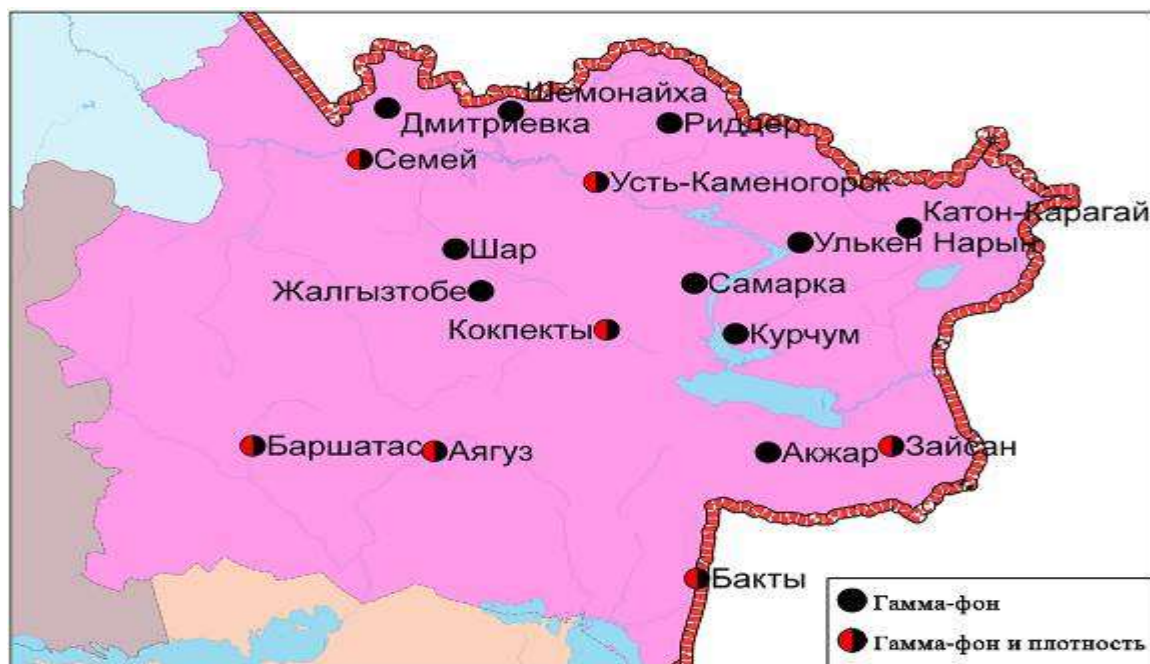 Шемонайха
Дмитриевка
Риддер
Семей
Усть-Каменогорск
Катон-Карагай
Улькен Нарын
Шар
Жалгызтобе
Самарка
Кокпекты
Курчум
Баршатас
Аягуз
Акжар
Зайсан
Бакты
Гамма-фон
Гамма-фон и плотность